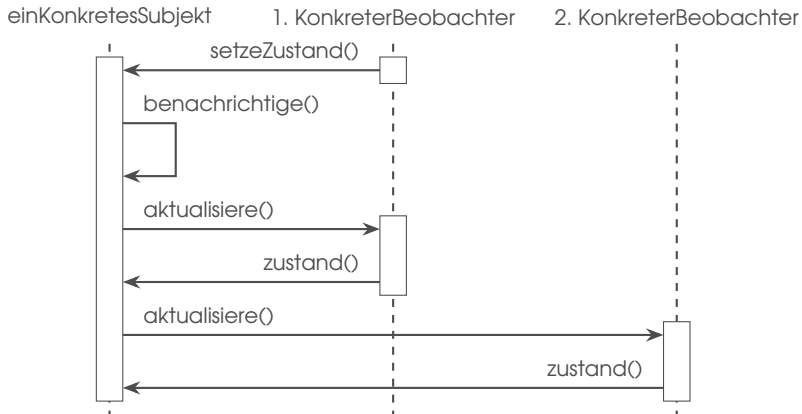 einKonkretesSubjekt 1. KonkreterBeobachter 2. KonkreterBeobachter
setzeZustand()
benachrichtige()
aktualisiere()
zustand()
aktualisiere()
zustand()